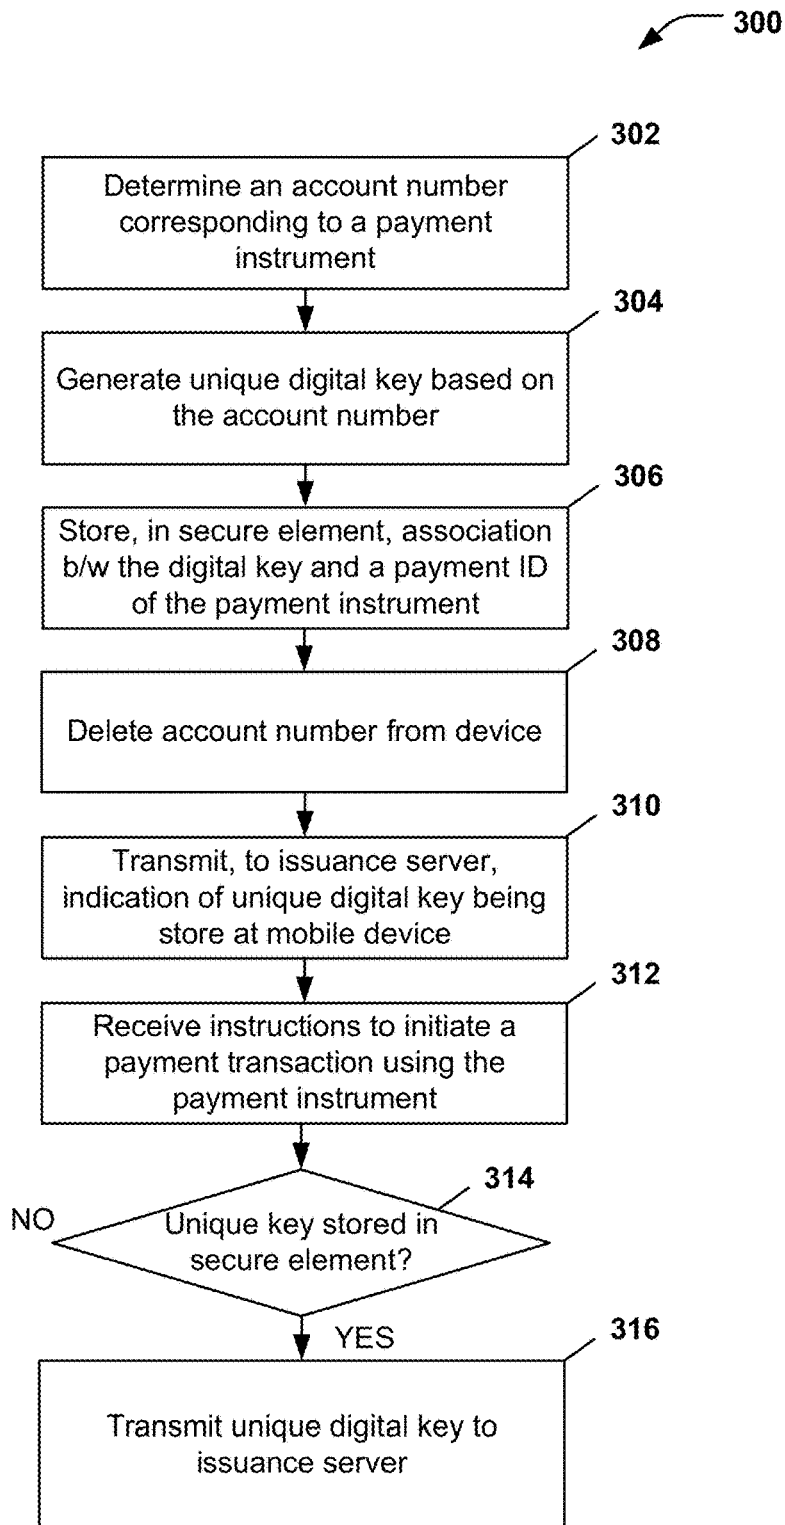 300
302
Determine an account number
corresponding to a payment
instrument
304
Generate unique digital key based on
the account number
306
Store, in secure element, association
b/w the digital key and a payment ID
of the payment instrument
308
Delete account number from device
310
Transmit, to issuance server,
indication of unique digital key being
store at mobile device
312
Receive instructions to initiate a
payment transaction using the
payment instrument
314
NO
Unique key stored in
secure element?
YES
316
Transmit unique digital key to
issuance server